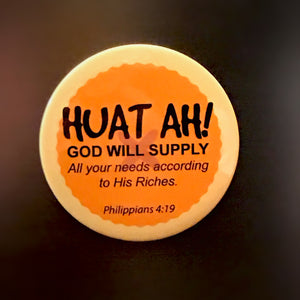 HUAT AH!
GOD WILL SUPPLY
All your needs according
to His Riches.
Philippians 4:19